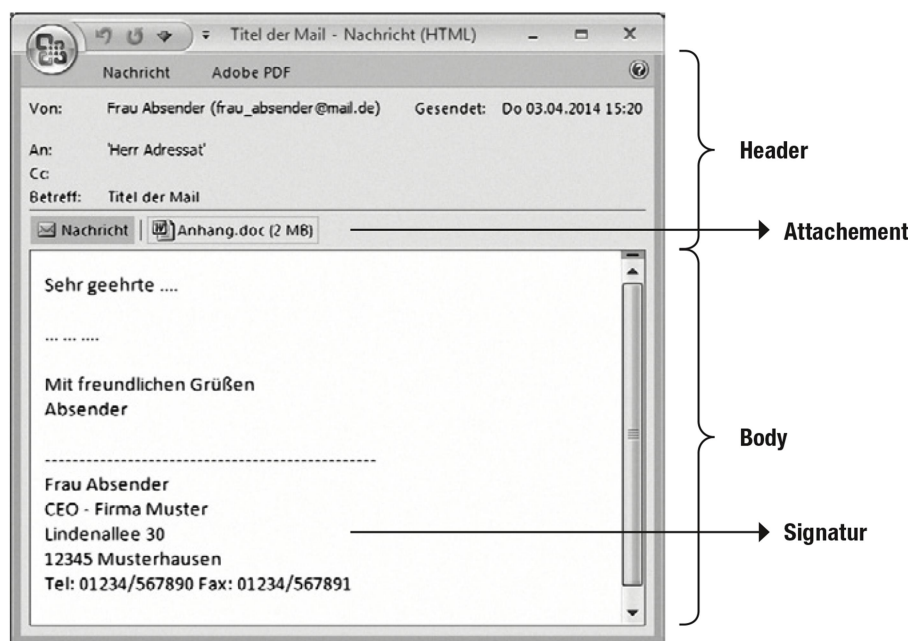 Titel der Mail - Nachricht (HTML)
Nachricht Adobe PDF
Von: Frau Absender (frau_absender@mail.de) Gesendet: Do 03.04.2014 15:20
An: 'Herr Adressat'
Cc:
Betreff: Titel der Mail
Header
Nachricht Anhang.doc (2 MB)
Attachement
Sehr geehrte ....
... ... ....
Mit freundlichen Grüßen
Absender
Body
------------------------------------------------
Frau Absender
CEO - Firma Muster
Lindenallee 30
Signatur
12345 Musterhausen
Tel: 01234/567890 Fax: 01234/567891